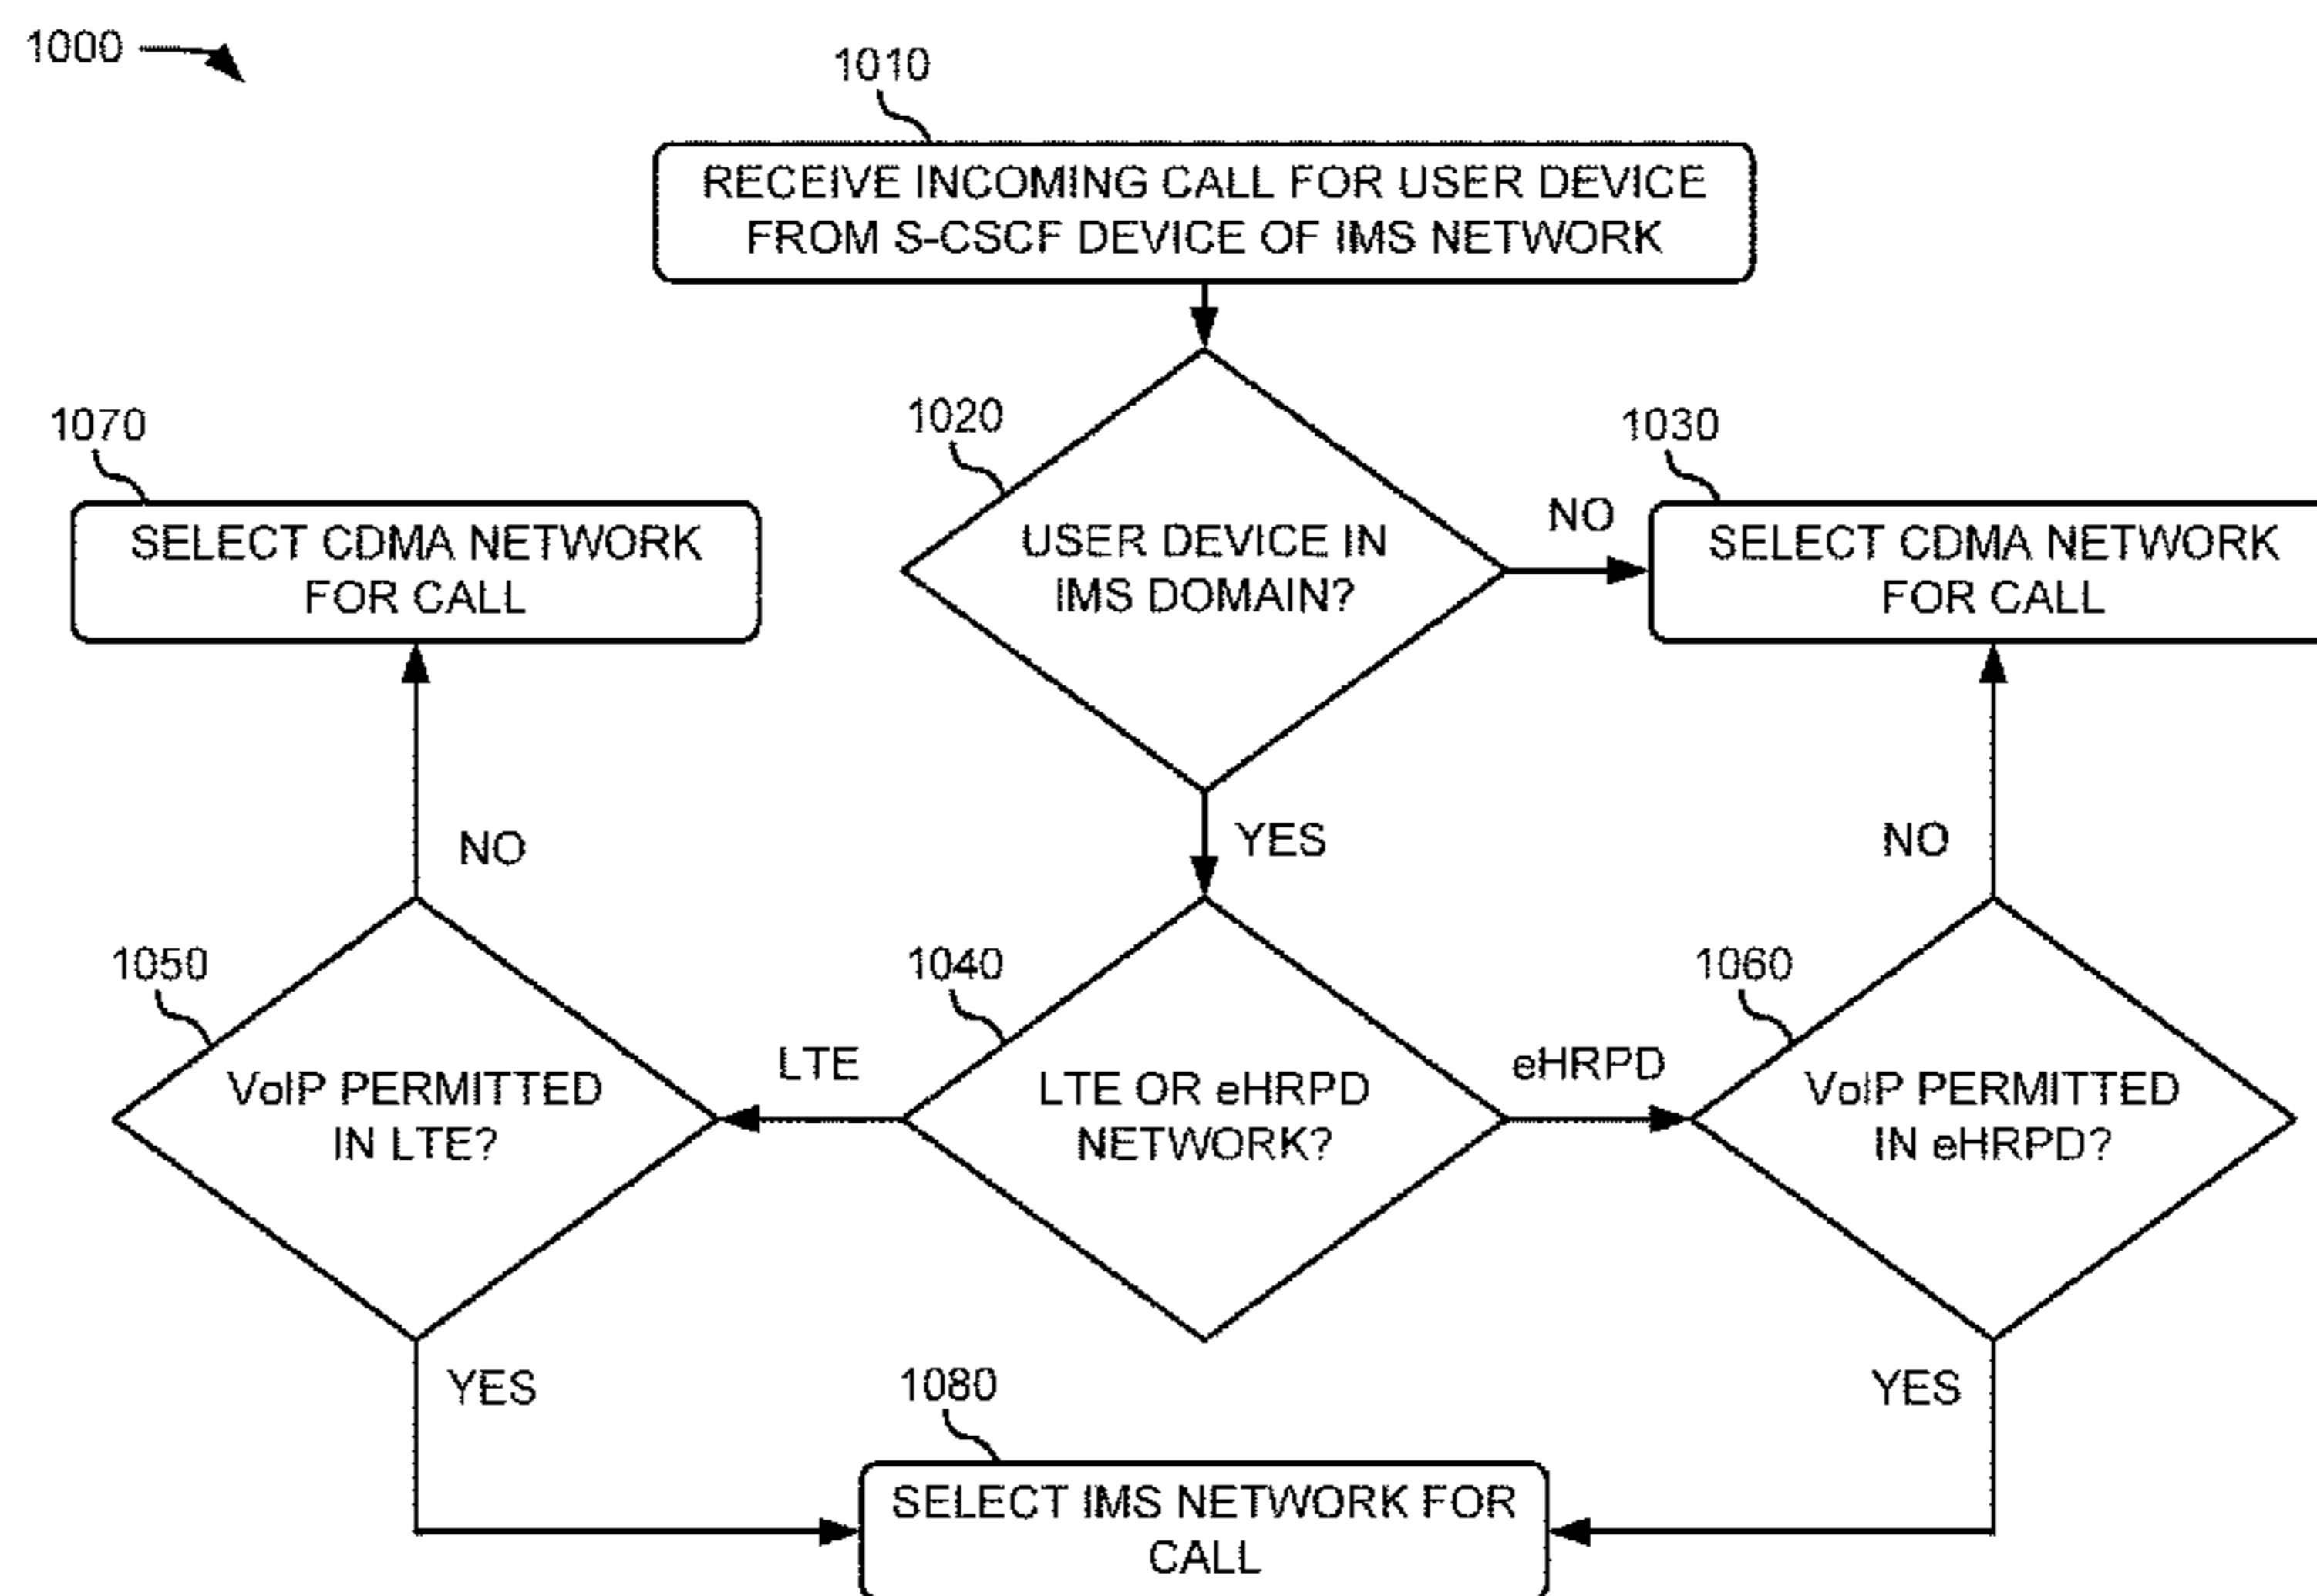 1000
1010
RECEIVE INCOMING CALL FOR USER DEVICE
FROM S-CSCF DEVICE OF IMS NETWORK
1020
USER DEVICE IN
IMS DOMAIN?
NO
1030
SELECT CDMA NETWORK
FOR CALL
1070
SELECT CDMA NETWORK
FOR CALL
YES
NO
NO
1050
VoIP PERMITTED
IN LTE?
LTE
1040
LTE OR eHRPD
NETWORK?
eHRPD
1060
VoIP PERMITTED
IN eHRPD?
YES
YES
1080
SELECT IMS NETWORK FOR
CALL